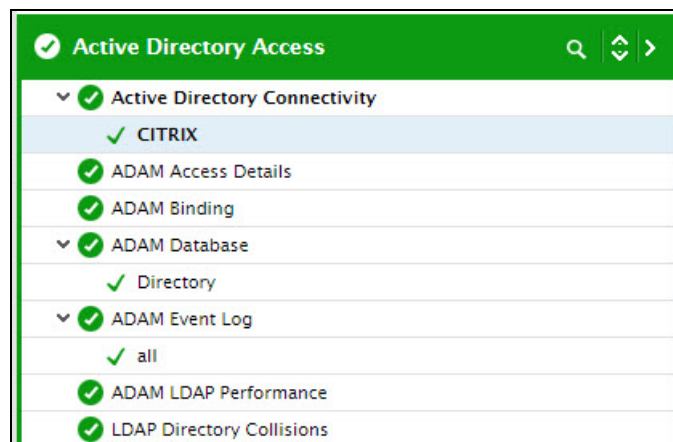 Active Directory Access
Active Directory Connectivity
CITRIX
ADAM Access Details
ADAM Binding
ADAM Database
Directory
ADAM Event Log
all
ADAM LDAP Performance
LDAP Directory Collisions